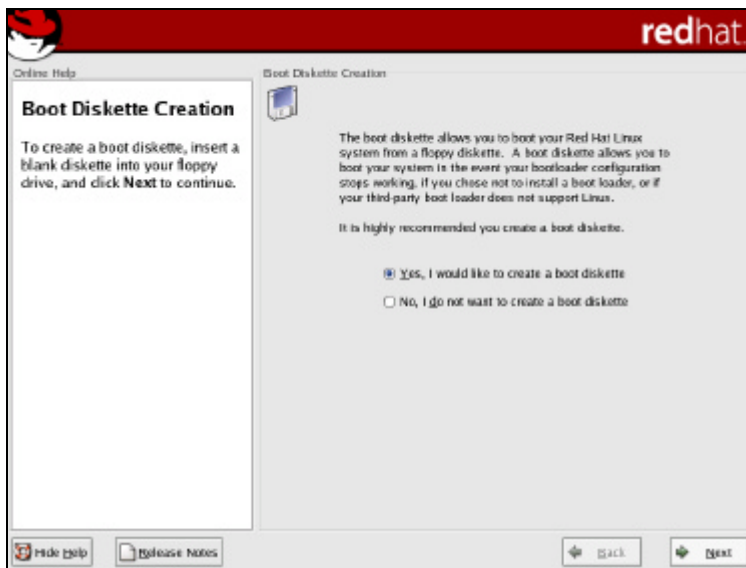 redhat.
Online Help
Boot Diskette Creation
To create a boot diskette, insert a
blank diskette into your floppy
drive, and click Next to continue.
Boot Diskette Creation
The boot diskette allows you to boot your Red Hat Linux
system from a floppy diskette. A boot diskette allows you to
boot your system in the event your bootloader configuration
stops working, if you chose not to install a boot loader, or if
your third-party boot loader does not support Linux.
It is highly recommended you create a boot diskette.
Yes, I would like to create a boot diskette
No, I do not want to create a boot diskette
Hide Help
Release Notes
Back
Next